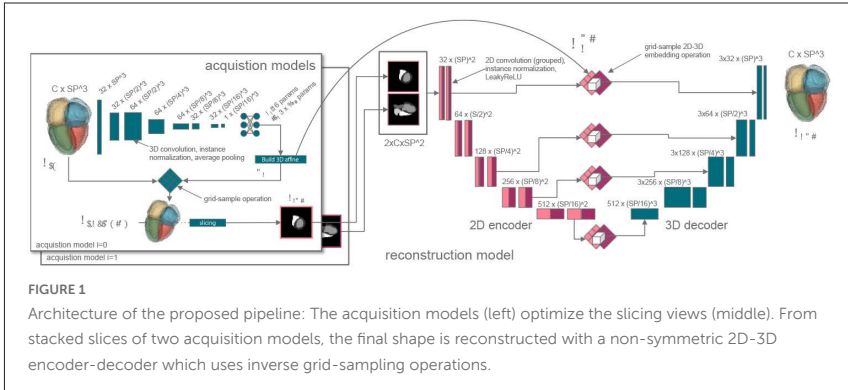 acquistion models
C x SP^3
32 x SP^3
32 x (SP/2)^3
64 x (SP/2)^3
64 x (SP/4)^3
64 x (SP/8)^3
32 x (SP/8)^3
32 x (SP/16)^3
1 x (SP/16)^3
3D convolution, instance
normalization, average pooling
Build 3D affine
grid-sample operation
slicing
acquistion model i=0
acquistion model i=1
2xCxSP^2
32 x (SP)^2
2D convolution (grouped),
instance normalization,
LeakyReLU
64 x (S/2)^2
128 x (SP/4)^2
256 x (SP/8)^2
512 x (SP/16)^2
2D encoder
reconstruction model
! " #
grid-sample 2D-3D
embedding operation
3x32 x (SP)^3
3x64 x (SP/2)^3
3x128 x (SP/4)^3
3x256 x (SP/8)^3
512 x (SP/16)^3
3D decoder
C x SP^3
FIGURE 1
Architecture of the proposed pipeline: The acquisition models (left) optimize the slicing views (middle). From
stacked slices of two acquisition models, the final shape is reconstructed with a non-symmetric 2D-3D
encoder-decoder which uses inverse grid-sampling operations.